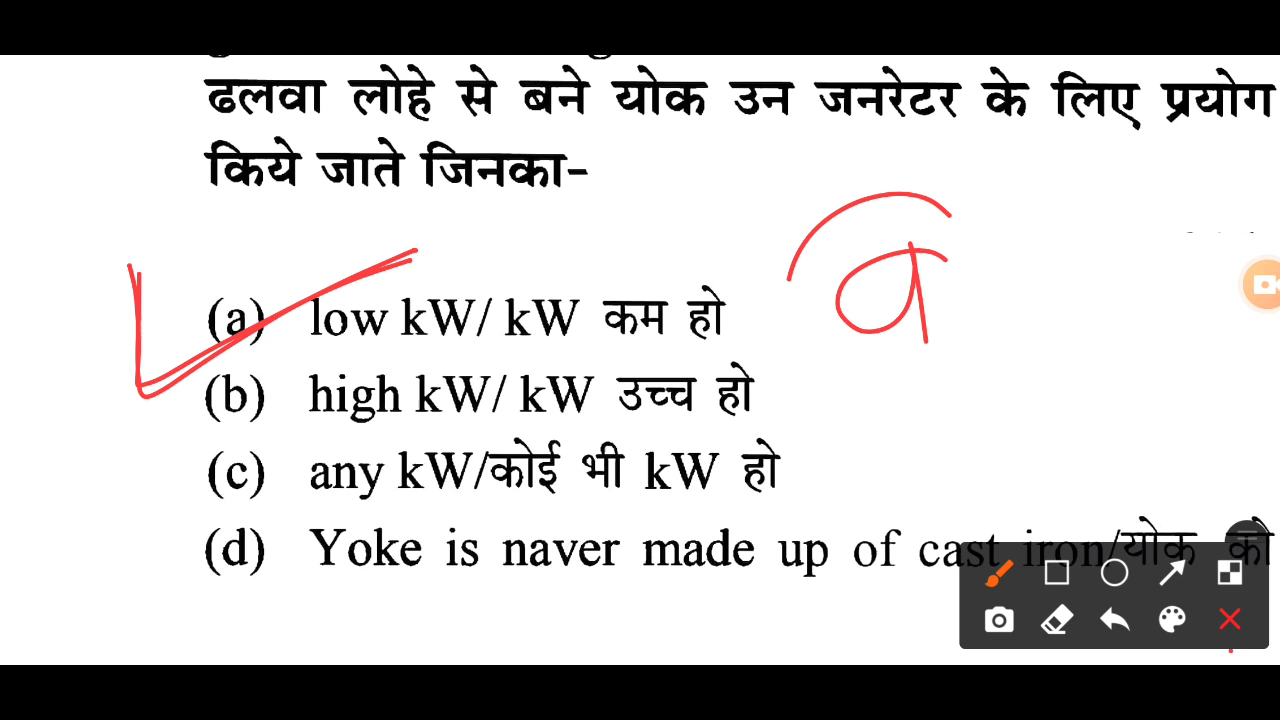 ढलवा लोहे से बने योक उन जनरेटर के लिए प्रयोग
किये जाते जिनका-
a
(a) low kW/ kW कम हो
(b) high kW/ kW उच्च हो
(c) any kW/कोई भी kW हो
(d) Yoke is naver made up of cast iron/योक को